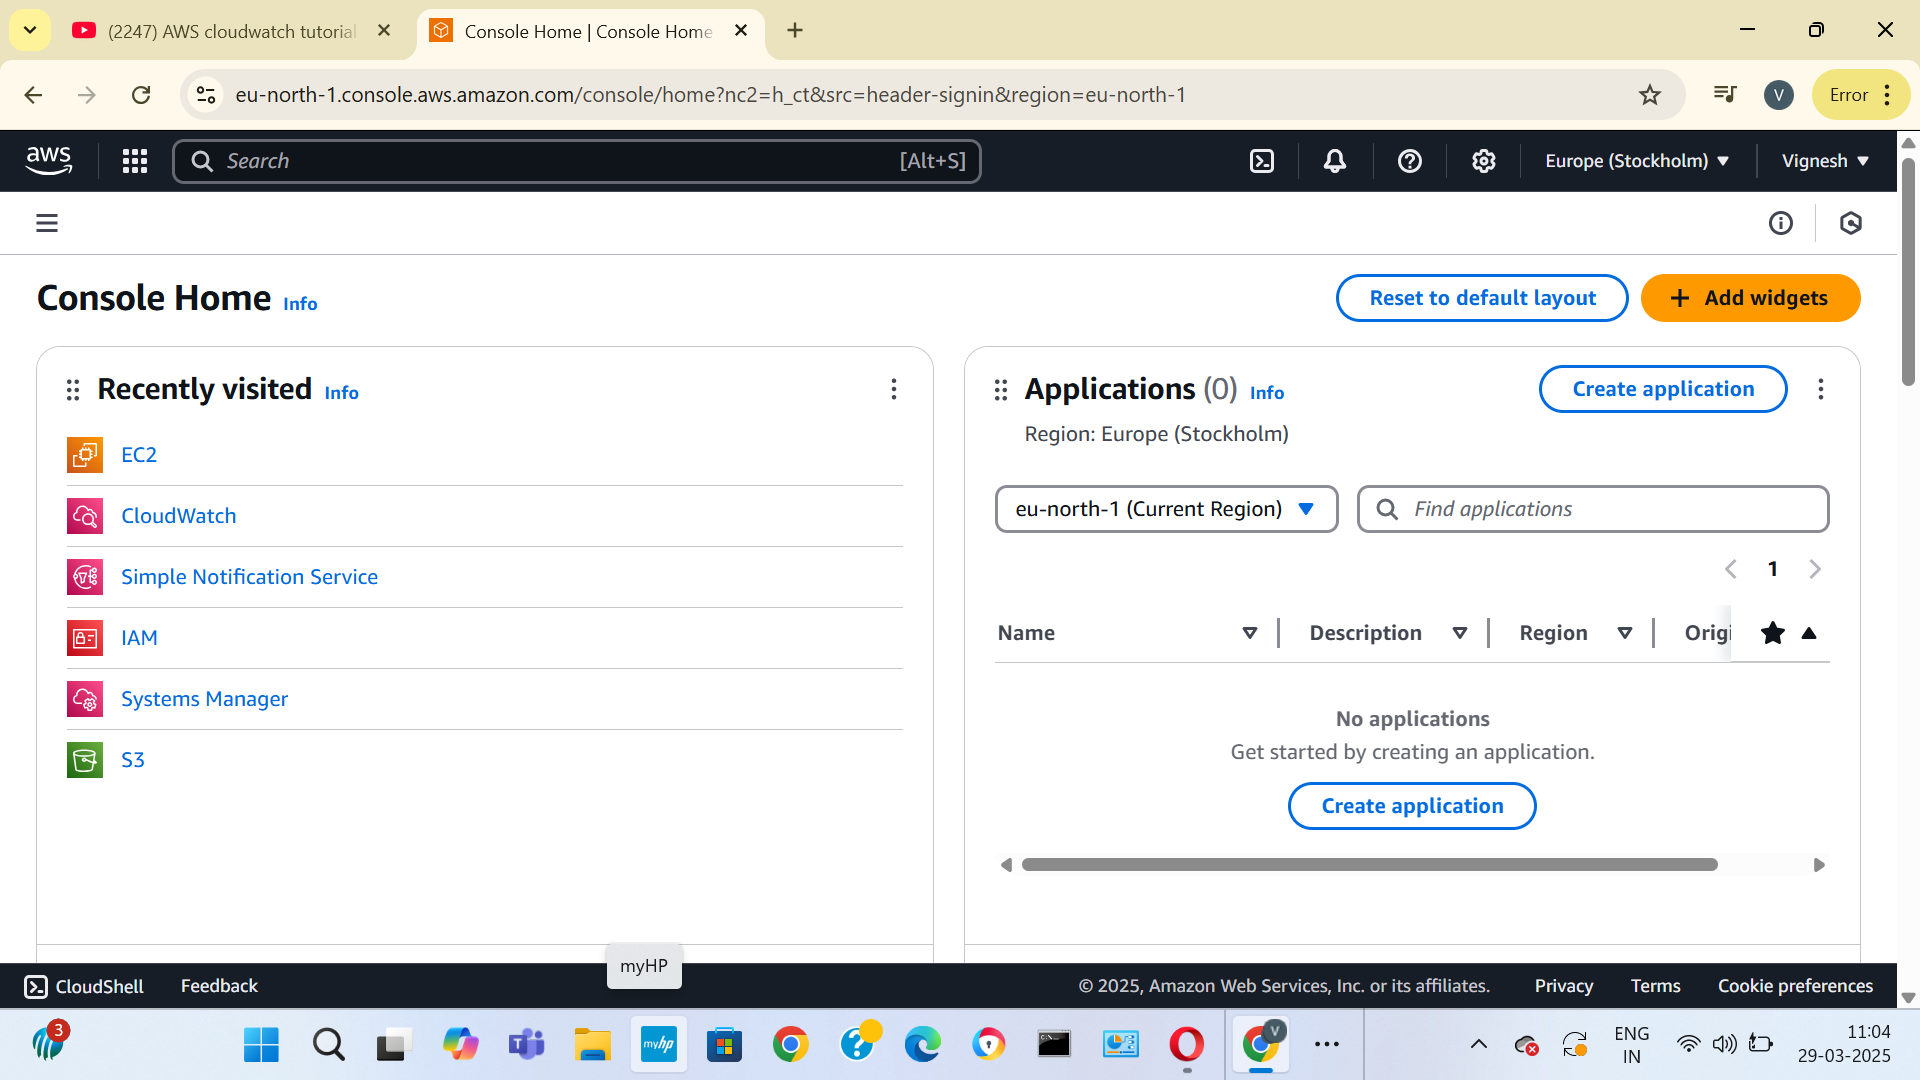 (2247) AWS cloudwatch tutorial
Console Home | Console Home
eu-north-1.console.aws.amazon.com/console/home?nc2=h_ct&src=header-signin&region=eu-north-1
V
Error
aws
Search
[Alt+S]
Europe (Stockholm)
Vignesh
Console Home Info
Reset to default layout
Add widgets
Recently visited Info
EC2
CloudWatch
Simple Notification Service
IAM
Systems Manager
S3
Applications (0) Info
Create application
Region: Europe (Stockholm)
eu-north-1 (Current Region)
Find applications
1
Name
Description
Region
Origi
No applications
Get started by creating an application.
Create application
myHP
CloudShell
Feedback
© 2025, Amazon Web Services, Inc. or its affiliates.
Privacy
Terms
Cookie preferences
3
myhp
V
ENG
IN
11:04
29-03-2025